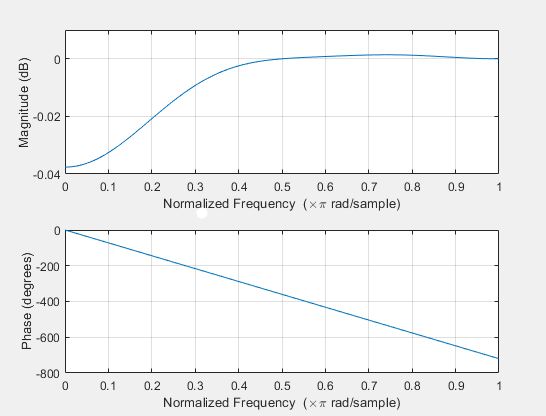 Magnitude (dB)
0
-0.02
-0.04
0 0.1 0.2 0.3 0.4 0.5 0.6 0.7 0.8 0.9 1
Normalized Frequency (×π rad/sample)
Phase (degrees)
0
-200
-400
-600
-800
0 0.1 0.2 0.3 0.4 0.5 0.6 0.7 0.8 0.9 1
Normalized Frequency (×π rad/sample)